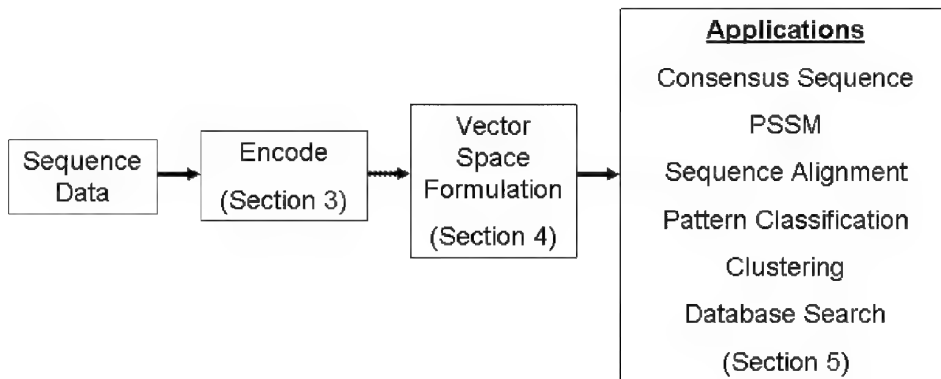 Sequence
Data
Encode
(Section 3)
Vector
Space
Formulation
(Section 4)
Applications
Consensus Sequence
PSSM
Sequence Alignment
Pattern Classification
Clustering
Database Search
(Section 5)